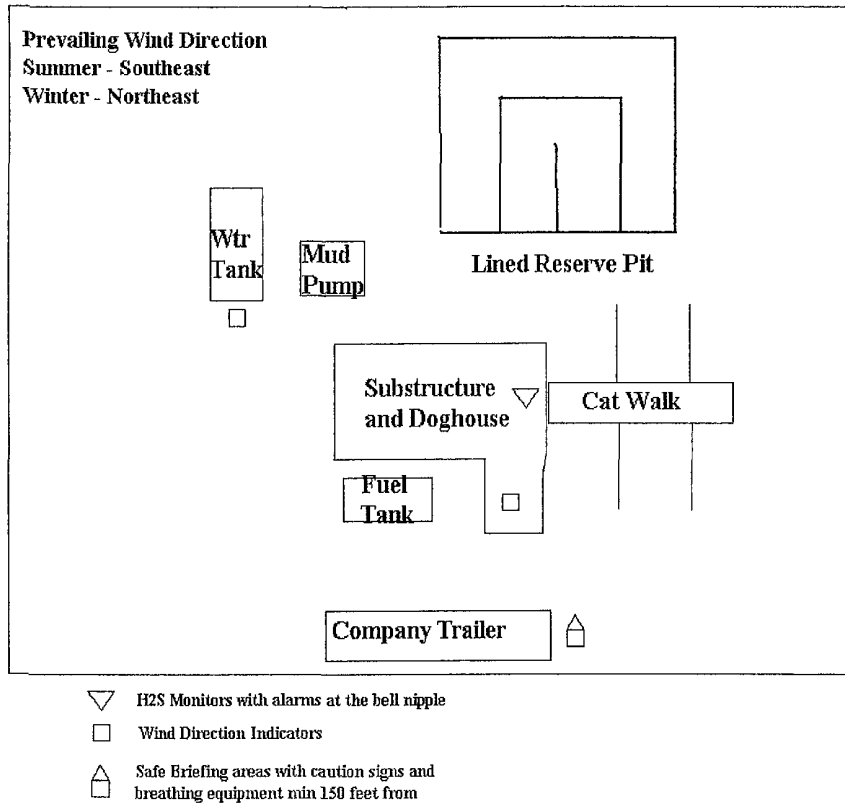 Prevailing Wind Direction
Summer - Southeast
Winter - Northeast
Wtr
Tank
Mud
Pump
Lined Reserve Pit
Substructure
and Doghouse
Cat Walk
Fuel
Tank
Company Trailer
H2S Monitors with alarms at the bell nipple
Wind Direction Indicators
Safe Briefing areas with caution signs and
breathing equipment min 150 feet from